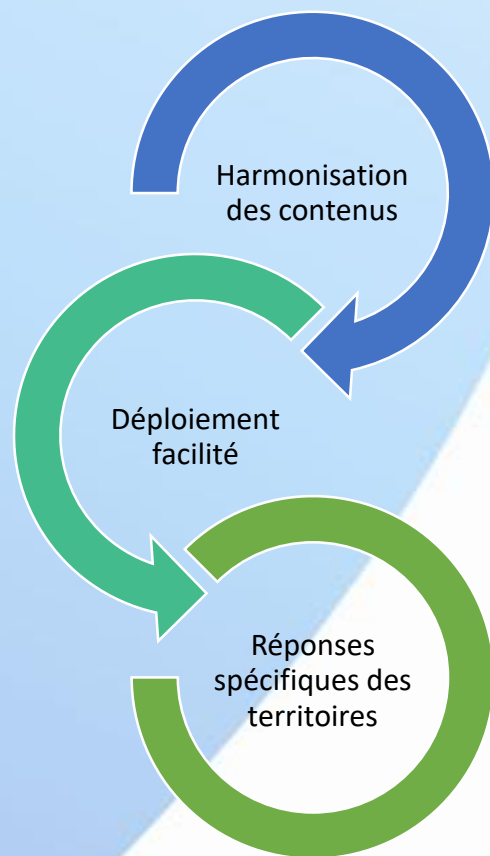 Harmonisation
des contenus
Déploiement
facilité
Réponses
spécifiques des
territoires